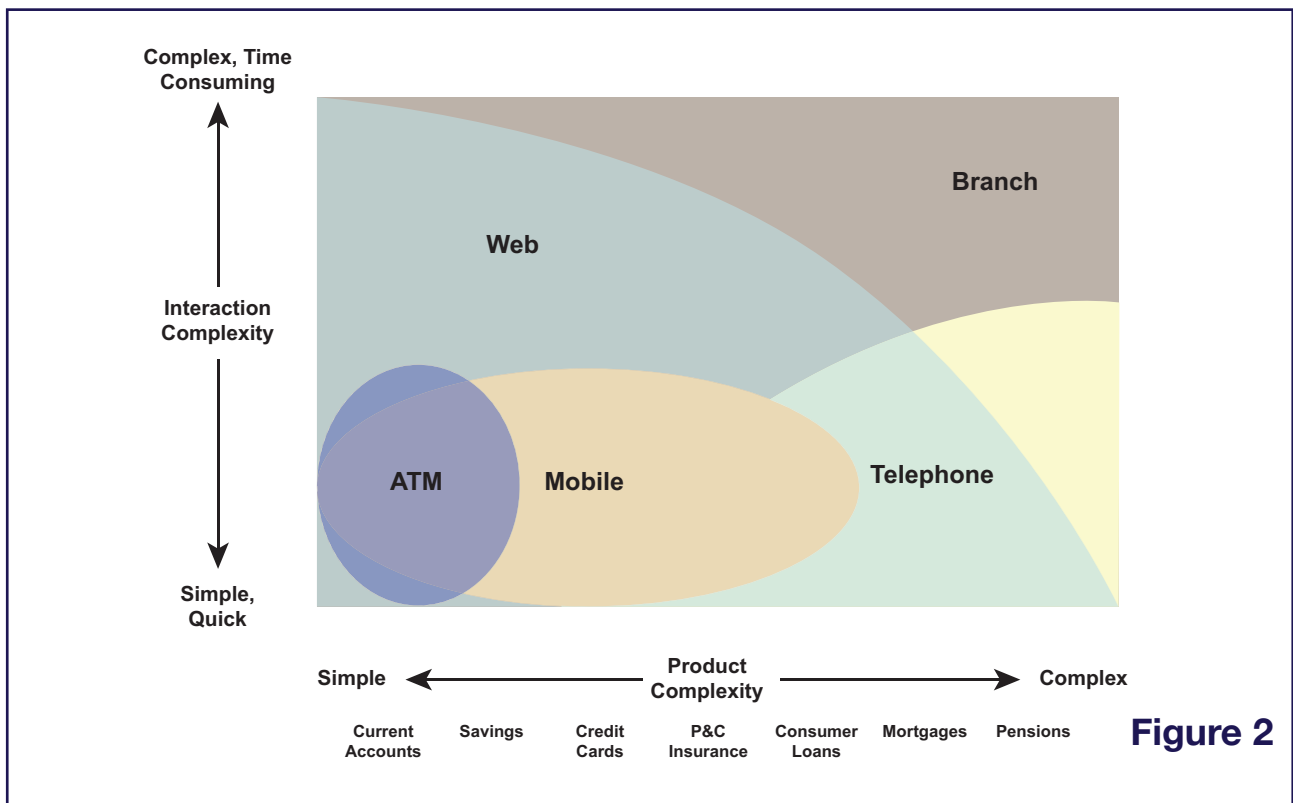 Complex, Time
Consuming
Branch
Web
Interaction
Complexity
ATM
Mobile
Telephone
Simple,
Quick
Simple
Product
Complexity
Complex
Current
Accounts
Savings
Credit
Cards
P&C
Insurance
Consumer
Loans
Mortgages
Pensions
Figure 2